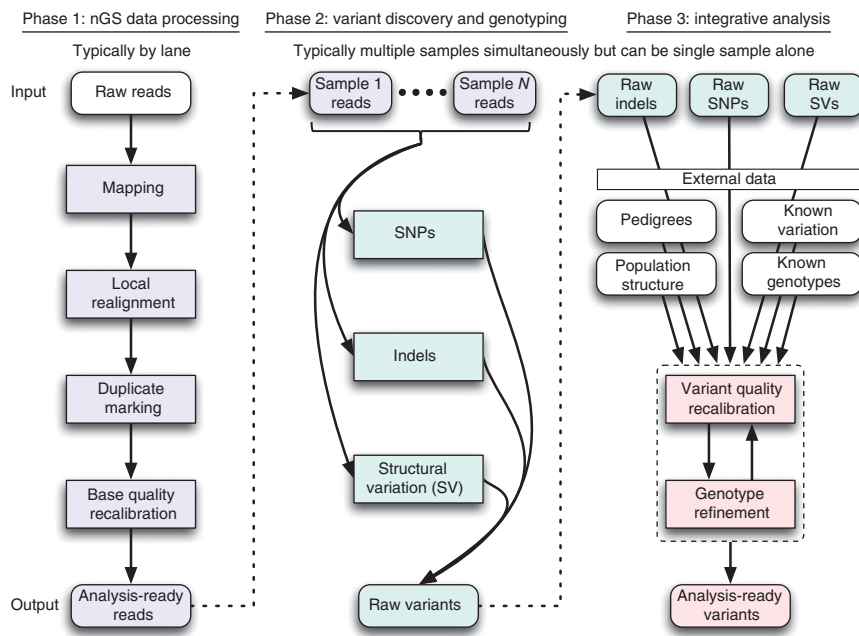 Phase 1: nGS data processing
Typically by lane
Input
Raw reads
Mapping
Local
realignment
Duplicate
marking
Base quality
recalibration
Output
Analysis-ready
reads
Phase 2: variant discovery and genotyping
Typically multiple samples simultaneously but can be single sample alone
Sample 1
reads
Sample N
reads
SNPs
Indels
Structural
variation (SV)
Raw variants
Phase 3: integrative analysis
Raw
indels
Raw
SNPs
Raw
SVs
External data
Pedigrees
Known
variation
Population
structure
Known
genotypes
Variant quality
recalibration
Genotype
refinement
Analysis-ready
variants